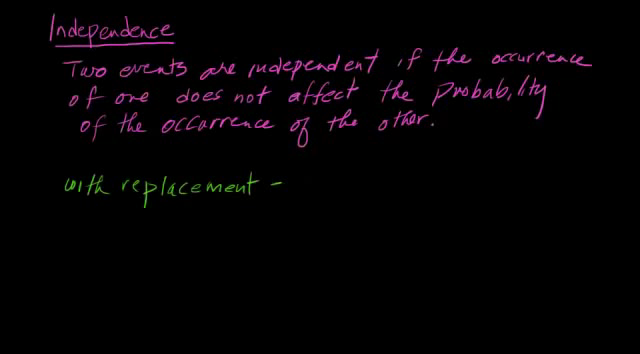 Independence
Two events are independent if the occurrence
of one does not affect the Probability
of the occurrence of the other.
with replacement -